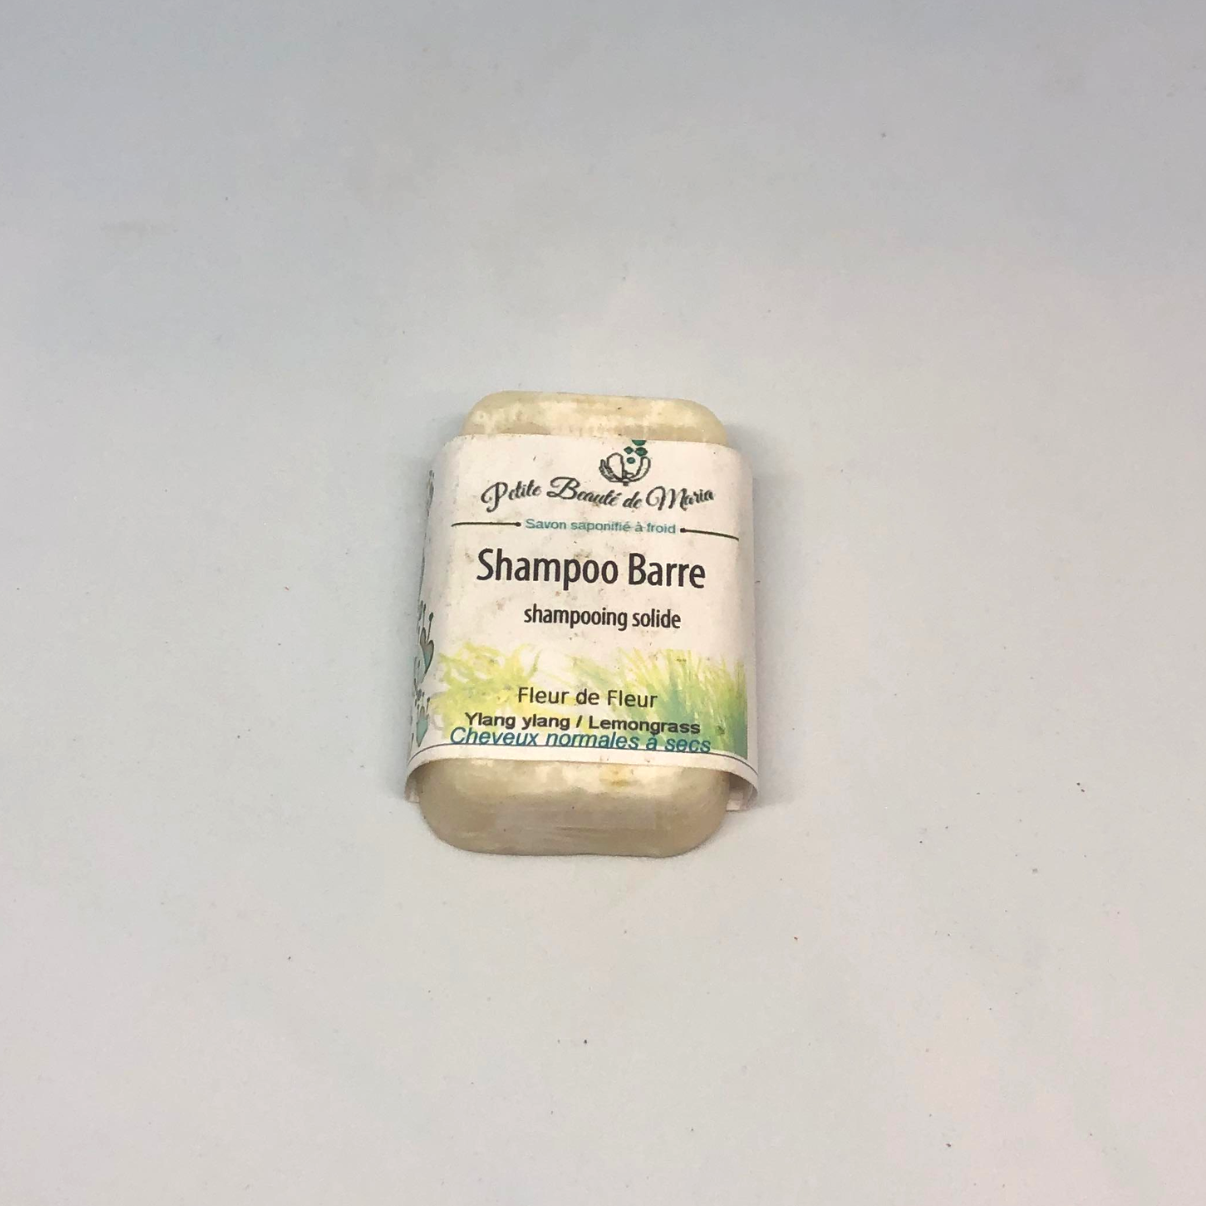 Petite Beauté de Maria
Savon saponifié à froid
Shampoo Barre
shampooing solide
Fleur de Fleur
Ylang ylang / Lemongrass
Cheveux normales à secs